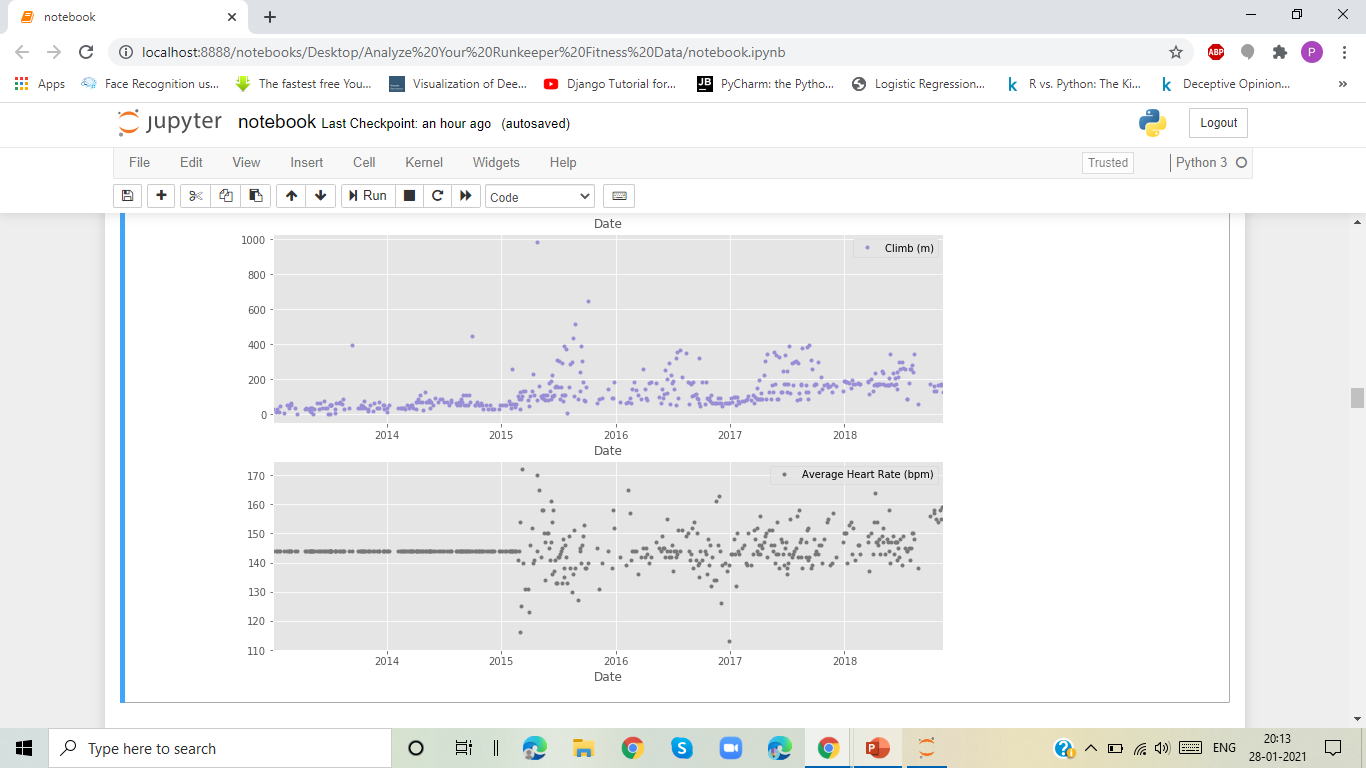 notebook
localhost:8888/notebooks/Desktop/Analyze%20Your%20Runkeeper%20Fitness%20Data/notebook.ipynb
ABP
P
Apps Face Recognition us... The fastest free You... Visualization of Dee... Django Tutorial for... JB PyCharm: the Pytho... Logistic Regression... k R vs. Python: The Ki... k Deceptive Opinion... »
jupyter notebook Last Checkpoint: an hour ago (autosaved)
Logout
File Edit View Insert Cell Kernel Widgets Help
Trusted Python 3
Run Code
Date
Climb (m)
1000
800
600
400
200
0
2014 2015 2016 2017 2018
Date
Average Heart Rate (bpm)
170
160
150
140
130
120
110
2014 2015 2016 2017 2018
Date
Type here to search
ENG
20:13
28-01-2021